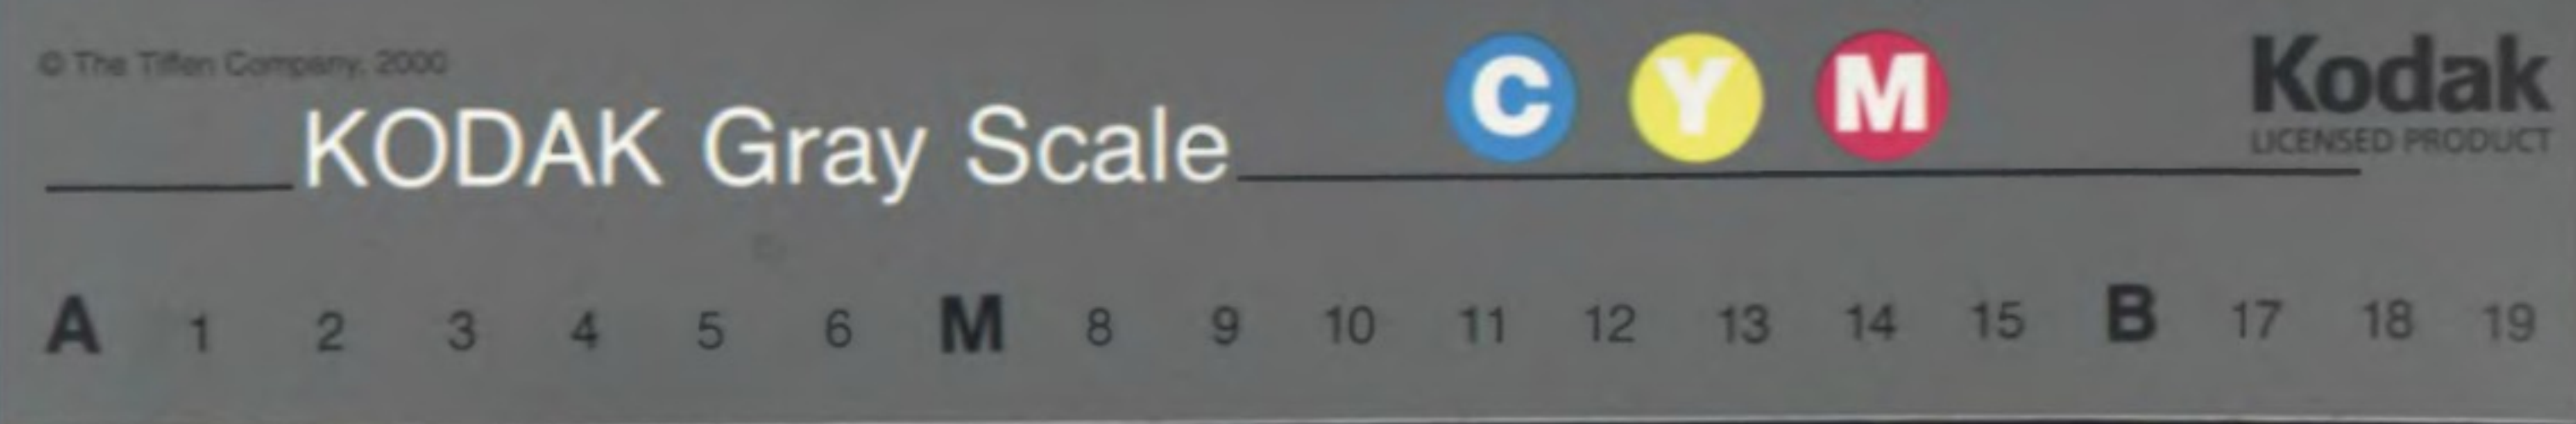 © The Tiffen Company, 2000
KODAK Gray Scale
C Y M
Kodak
LICENSED PRODUCT
A 1 2 3 4 5 6 M 8 9 10 11 12 13 14 15 B 17 18 19